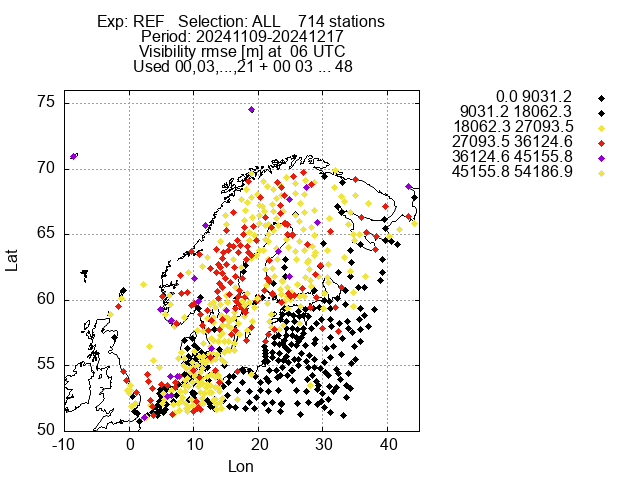 Exp: REF   Selection: ALL    714 stations
Period: 20241109-20241217
Visibility rmse [m] at  06 UTC
Used 00,03,...,21 + 00 03 ... 48
0.0 9031.2
9031.2 18062.3
18062.3 27093.5
27093.5 36124.6
36124.6 45155.8
45155.8 54186.9
75
70
65
60
55
50
Lat
-10 0 10 20 30 40
Lon